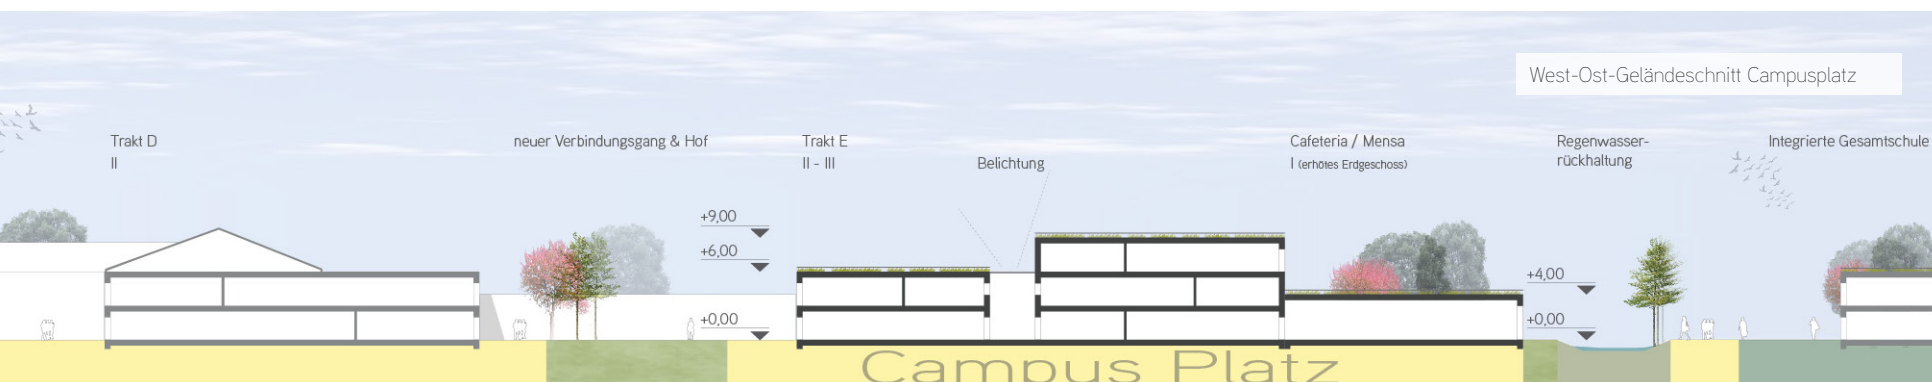 West-Ost-Geländeschnitt Campusplatz
Trakt D
II
neuer Verbindungsgang & Hof
Trakt E
II - III
Belichtung
Cafeteria / Mensa
I (erhötes Erdgeschoss)
Regenwasser-
rückhaltung
Integrierte Gesamtschule
+9,00
+6,00
+0,00
+4,00
+0,00
Campus Platz